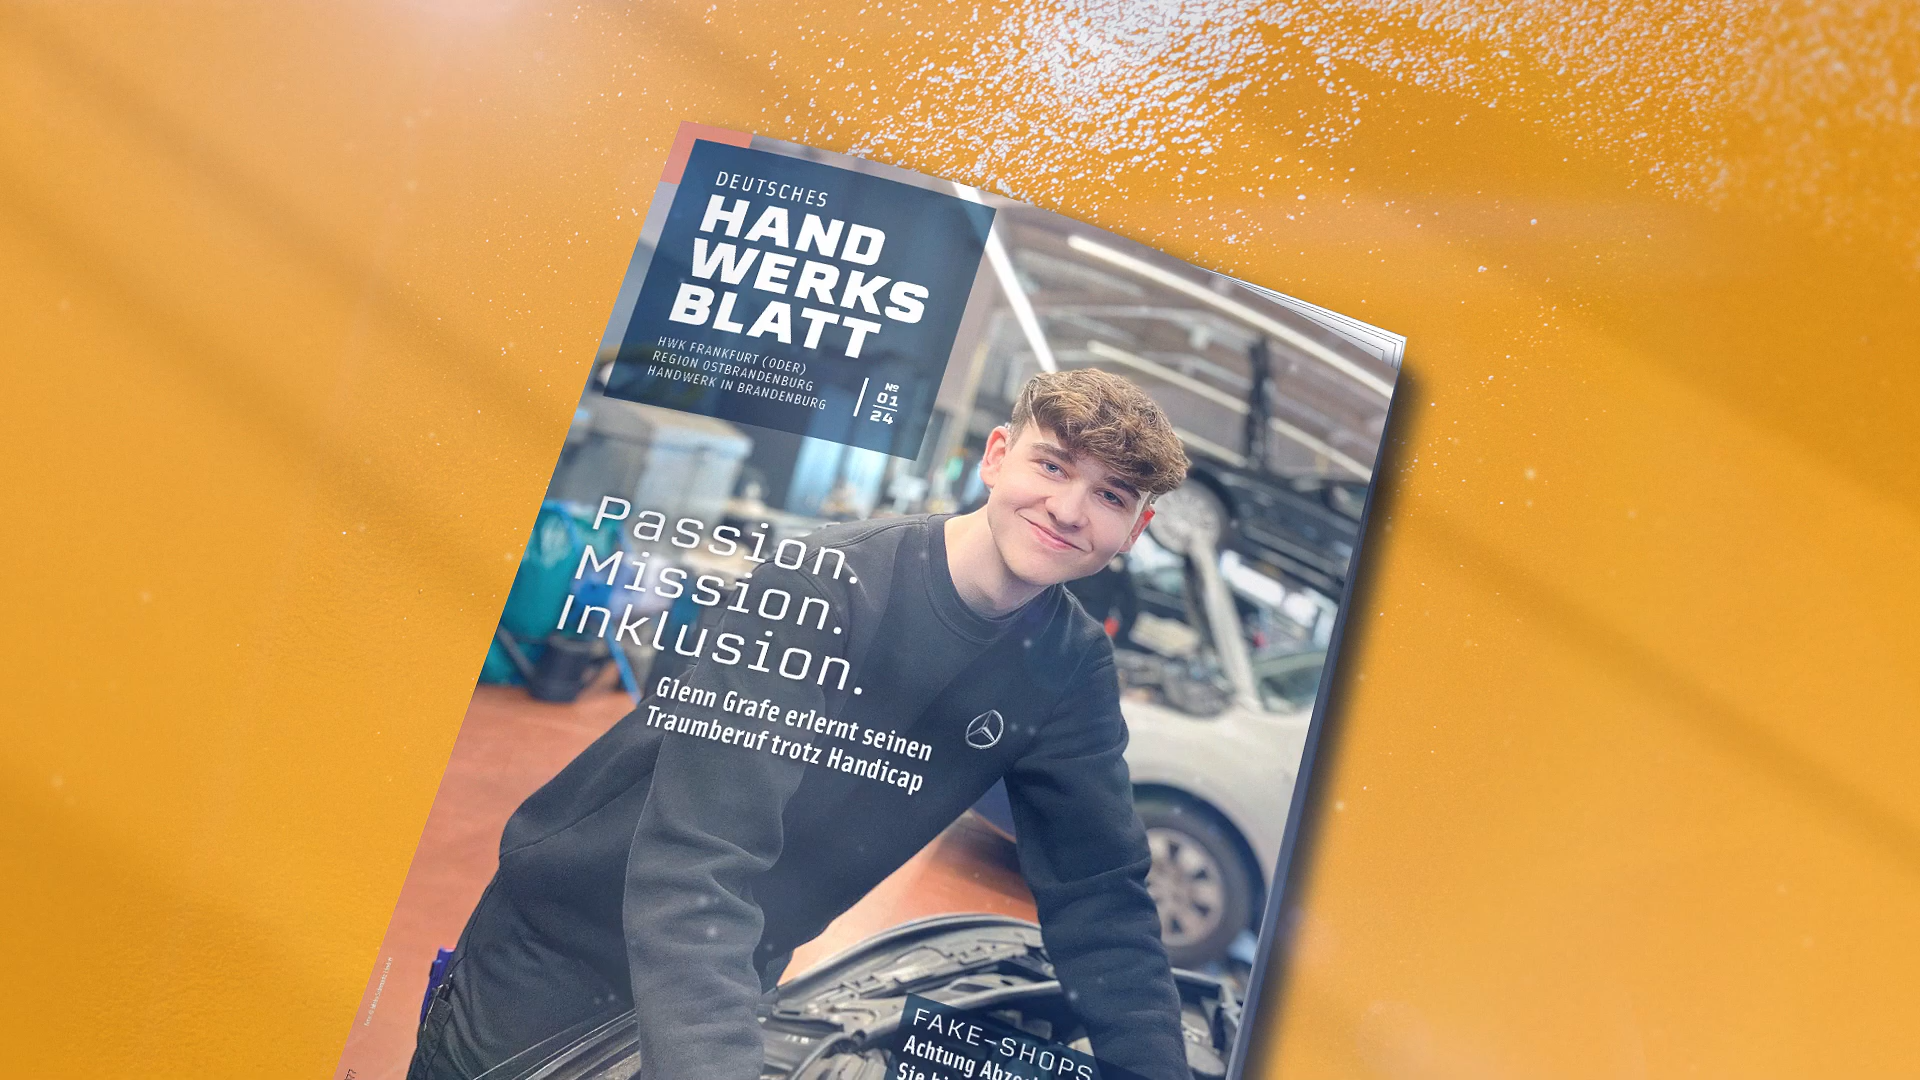 DEUTSCHES
HAND
WERKS
BLATT
HWK FRANKFURT (ODER)
REGION OSTBRANDENBURG
HANDWERK IN BRANDENBURG
№
01
24
Passion.
Mission.
Inklusion.
Glenn Grafe erlernt seinen
Traumberuf trotz Handicap
FAKE-SHOPS
Achtung
Sie